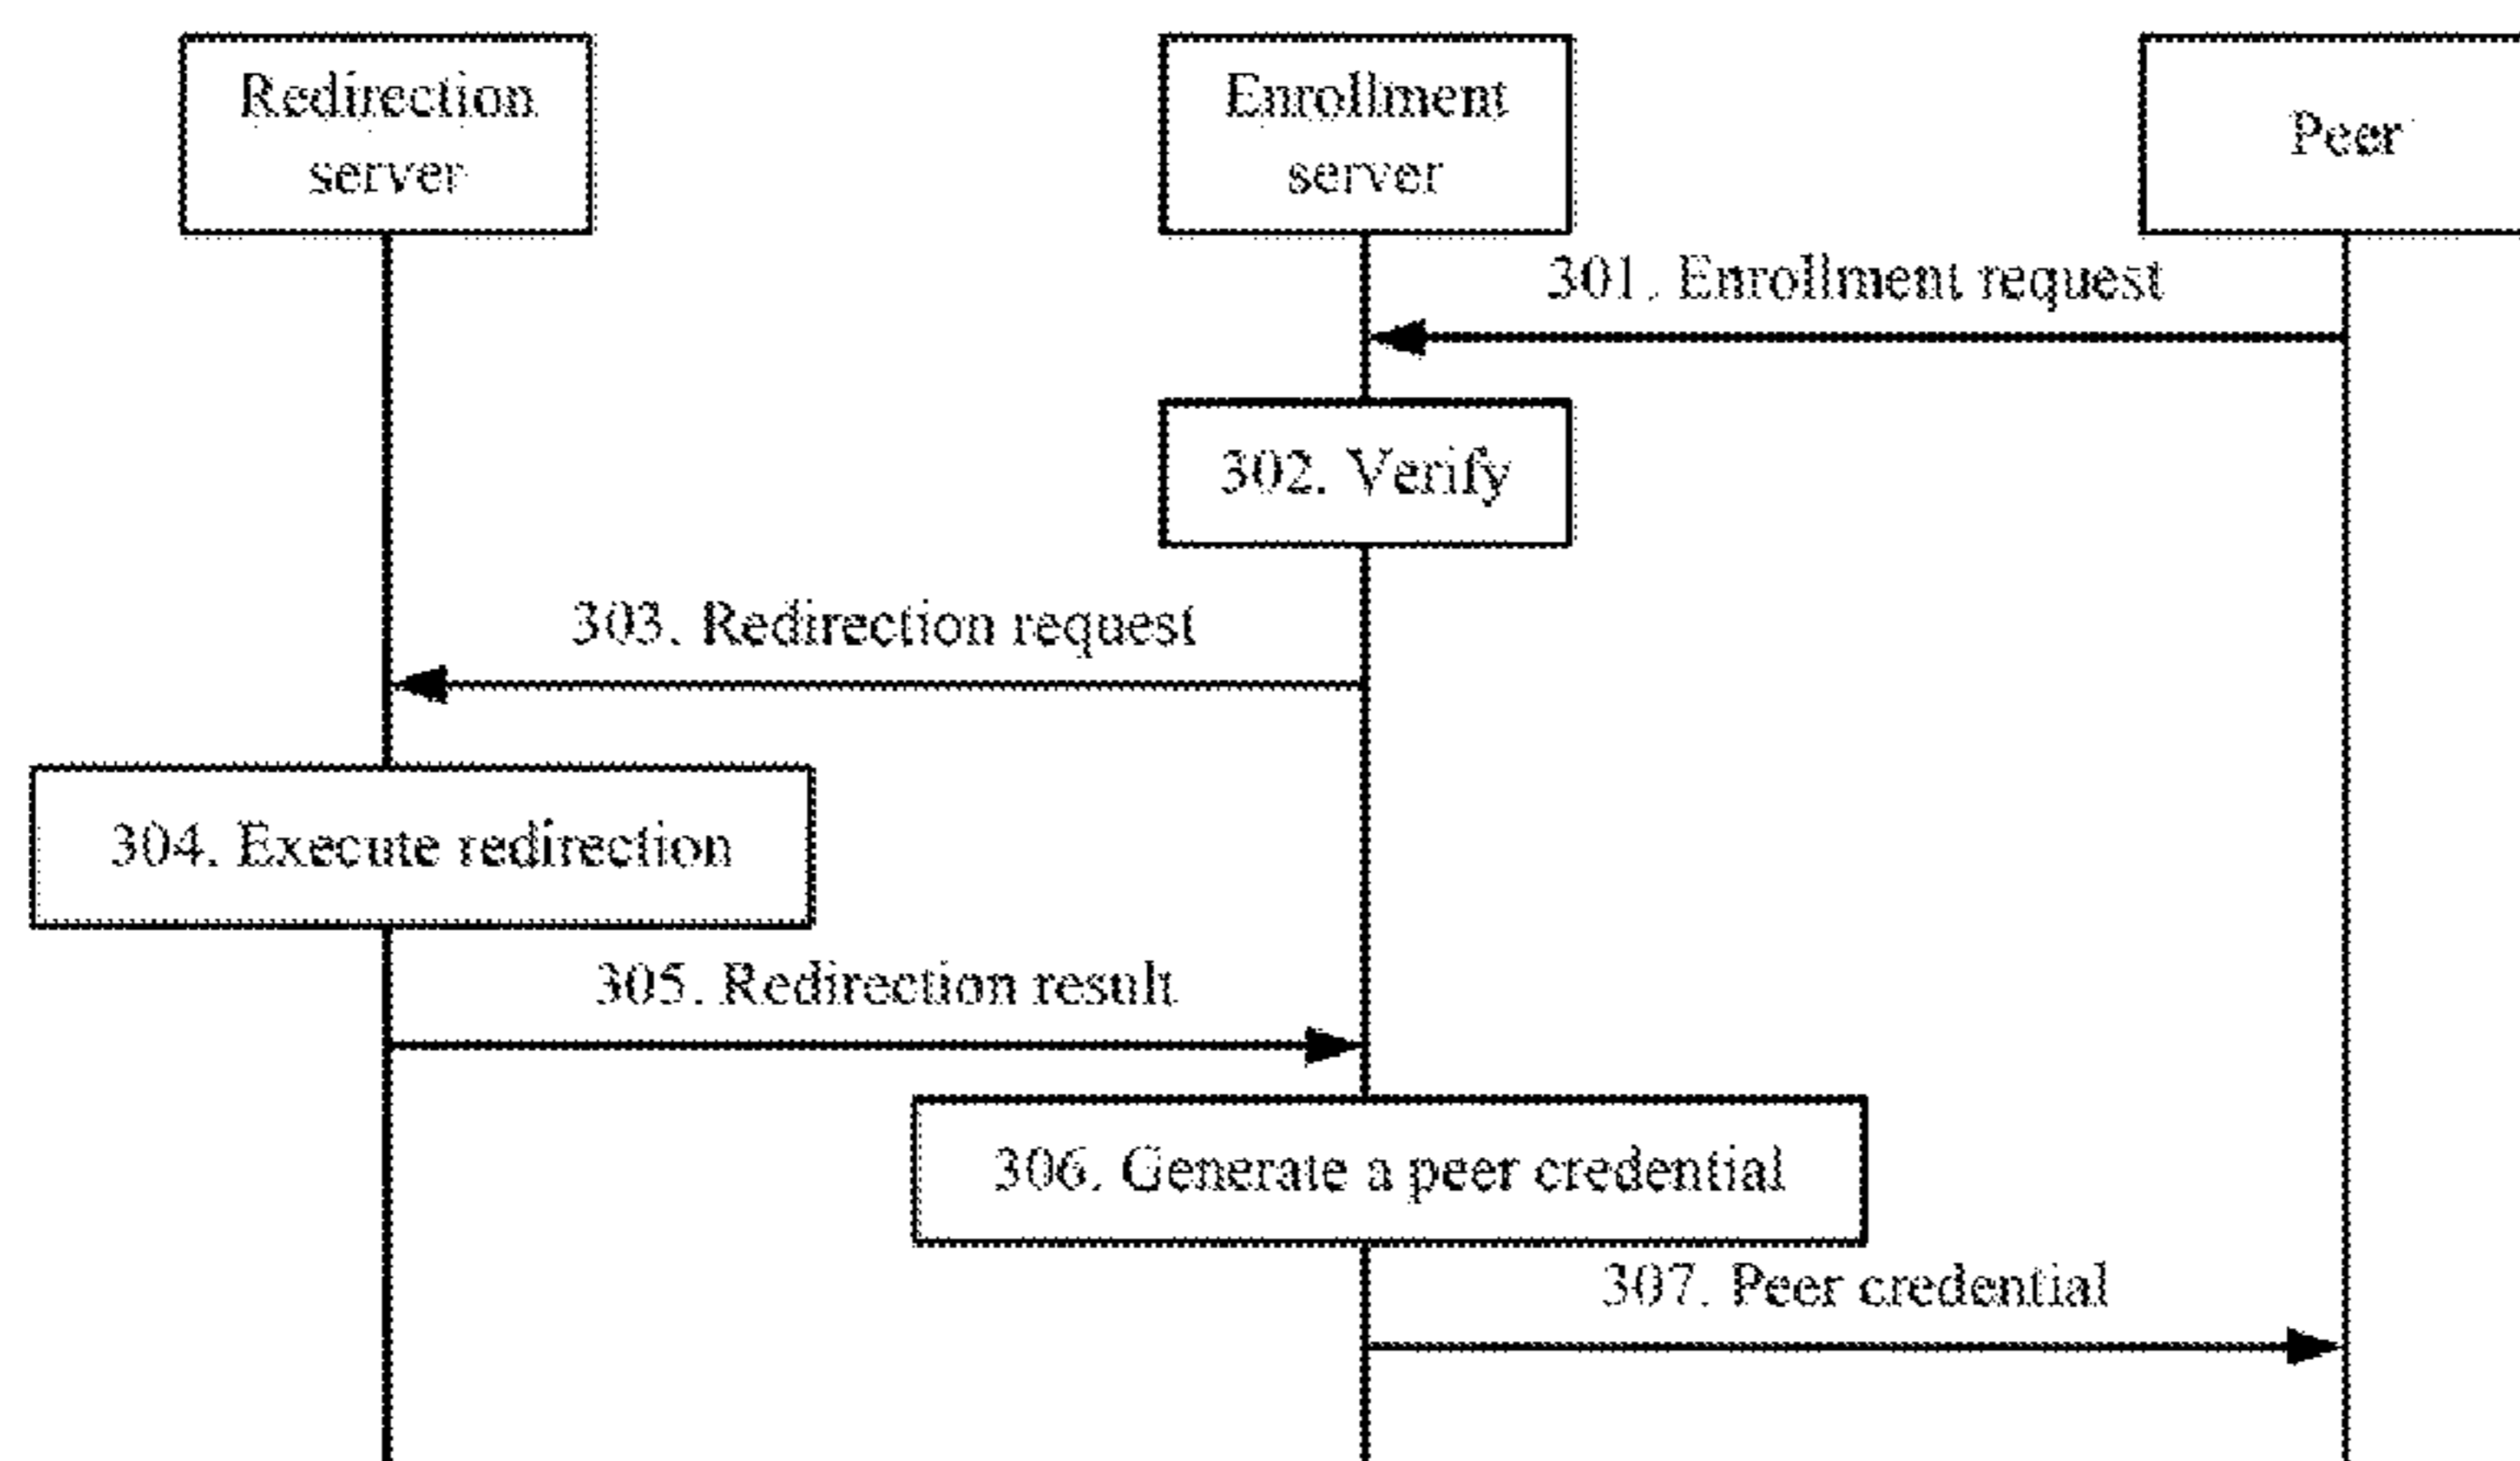 Redirection
server
Enrollment
server
Peer
301. Enrollment request
302. Verify
303. Redirection request
304. Execute redirection
305. Redirection result
306. Generate a peer credential
307. Peer credential